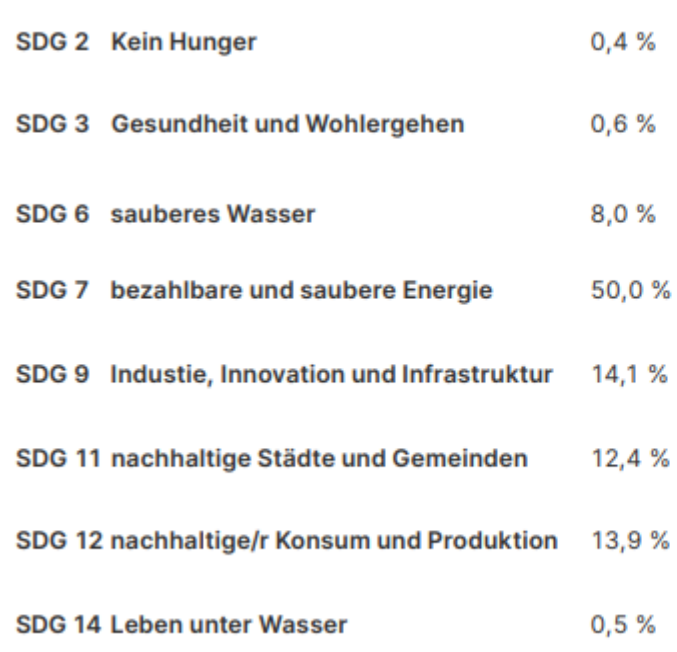 SDG 2 Kein Hunger 0,4 %
SDG 3 Gesundheit und Wohlergehen 0,6 %
SDG 6 sauberes Wasser 8,0 %
SDG 7 bezahlbare und saubere Energie 50,0 %
SDG 9 Industie, Innovation und Infrastruktur 14,1 %
SDG 11 nachhaltige Städte und Gemeinden 12,4 %
SDG 12 nachhaltige/r Konsum und Produktion 13,9 %
SDG 14 Leben unter Wasser 0,5 %